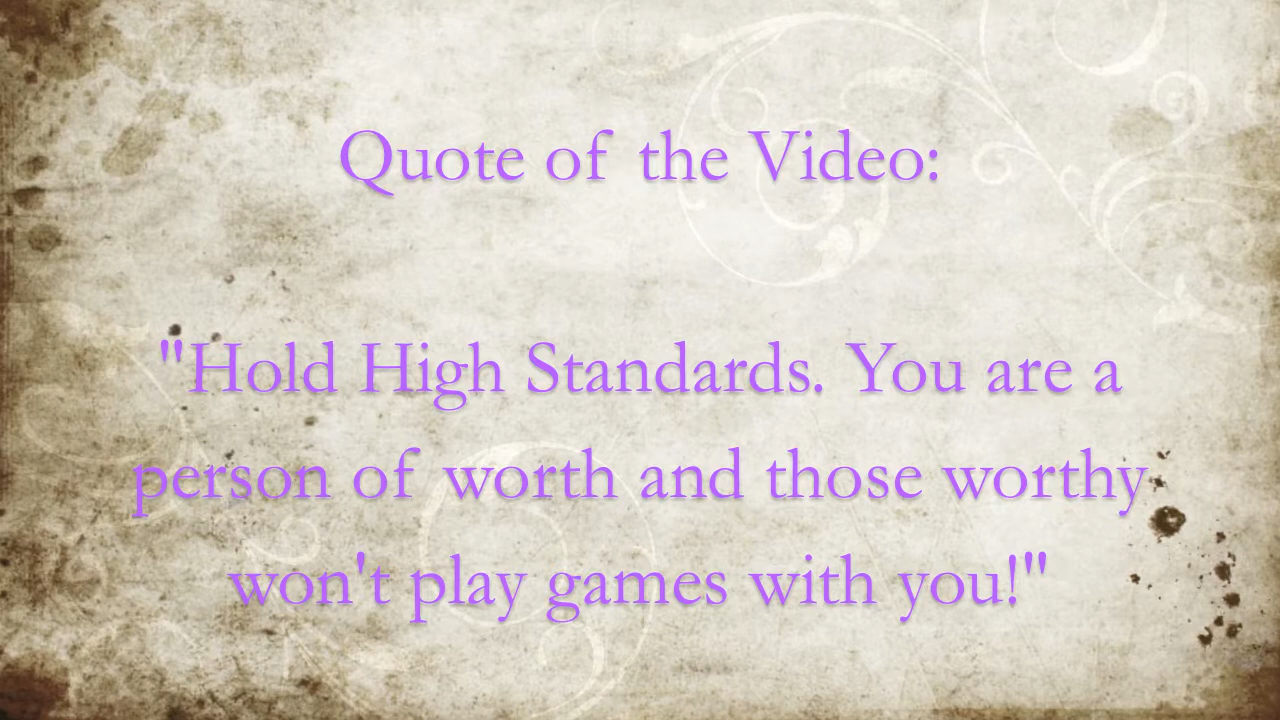 Quote of the Video:
"Hold High Standards. You are a
person of worth and those worthy
won't play games with you!"